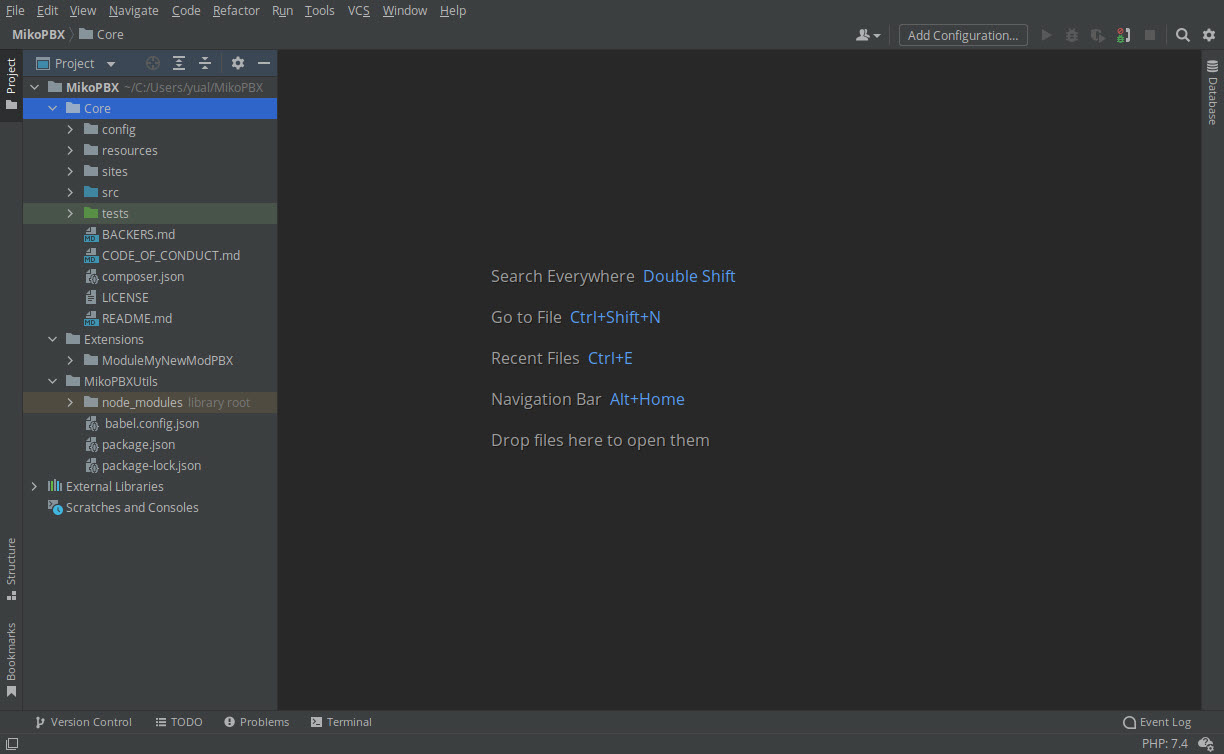 File Edit View Navigate Code Refactor Run Tools VCS Window Help
MikoPBX Core
Add Configuration...
Project
Project
MikoPBX ~/C:/Users/yual/MikoPBX
Core
config
resources
sites
src
tests
BACKERS.md
CODE_OF_CONDUCT.md
composer.json
LICENSE
README.md
Extensions
ModuleMyNewModPBX
MikoPBXUtils
node_modules library root
babel.config.json
package.json
package-lock.json
External Libraries
Scratches and Consoles
Structure
Bookmarks
Search Everywhere Double Shift
Go to File Ctrl+Shift+N
Recent Files Ctrl+E
Navigation Bar Alt+Home
Drop files here to open them
Database
Version Control TODO Problems Terminal Event Log
PHP: 7.4